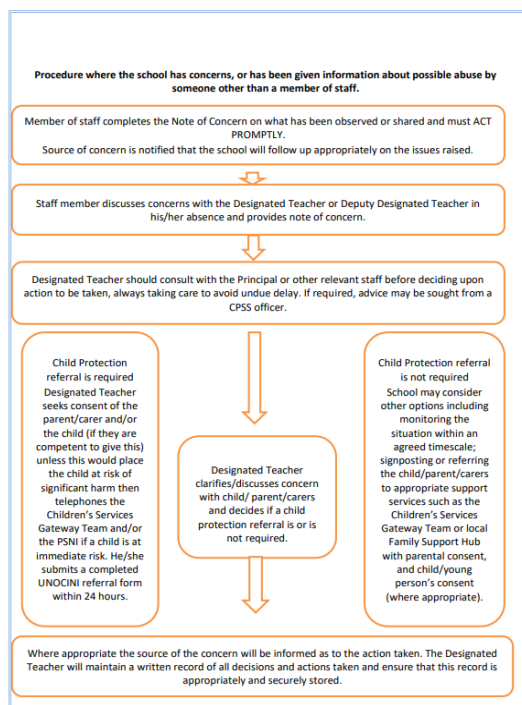 Procedure where the school has concerns, or has been given information about possible abuse by
someone other than a member of staff.
Member of staff completes the Note of Concern on what has been observed or shared and must ACT
PROMPTLY.
Source of concern is notified that the school will follow up appropriately on the issues raised.
Staff member discusses concerns with the Designated Teacher or Deputy Designated Teacher in
his/her absence and provides note of concern.
Designated Teacher should consult with the Principal or other relevant staff before deciding upon
action to be taken, always taking care to avoid undue delay. If required, advice may be sought from a
CPSS officer.
Child Protection
referral is required
Designated Teacher
seeks consent of the
parent/carer and/or
the child (if they are
competent to give this)
unless this would place
the child at risk of
significant harm then
telephones the
Children's Services
Gateway Team and/or
the PSNI if a child is at
immediate risk. He/she
submits a completed
UNOCINI referral form
within 24 hours.
Designated Teacher
clarifies/discusses concern
with child/ parent/carers
and decides if a child
protection referral is or is
not required.
Child Protection referral
is not required
School may consider
other options including
monitoring the
situation within an
agreed timescale;
signposting or referring
the child/parent/carers
to appropriate support
services such as the
Children's Services
Gateway Team or local
Family Support Hub
with parental consent,
and child/young
person's consent
(where appropriate).
Where appropriate the source of the concern will be informed as to the action taken. The Designated
Teacher will maintain a written record of all decisions and actions taken and ensure that this record is
appropriately and securely stored.